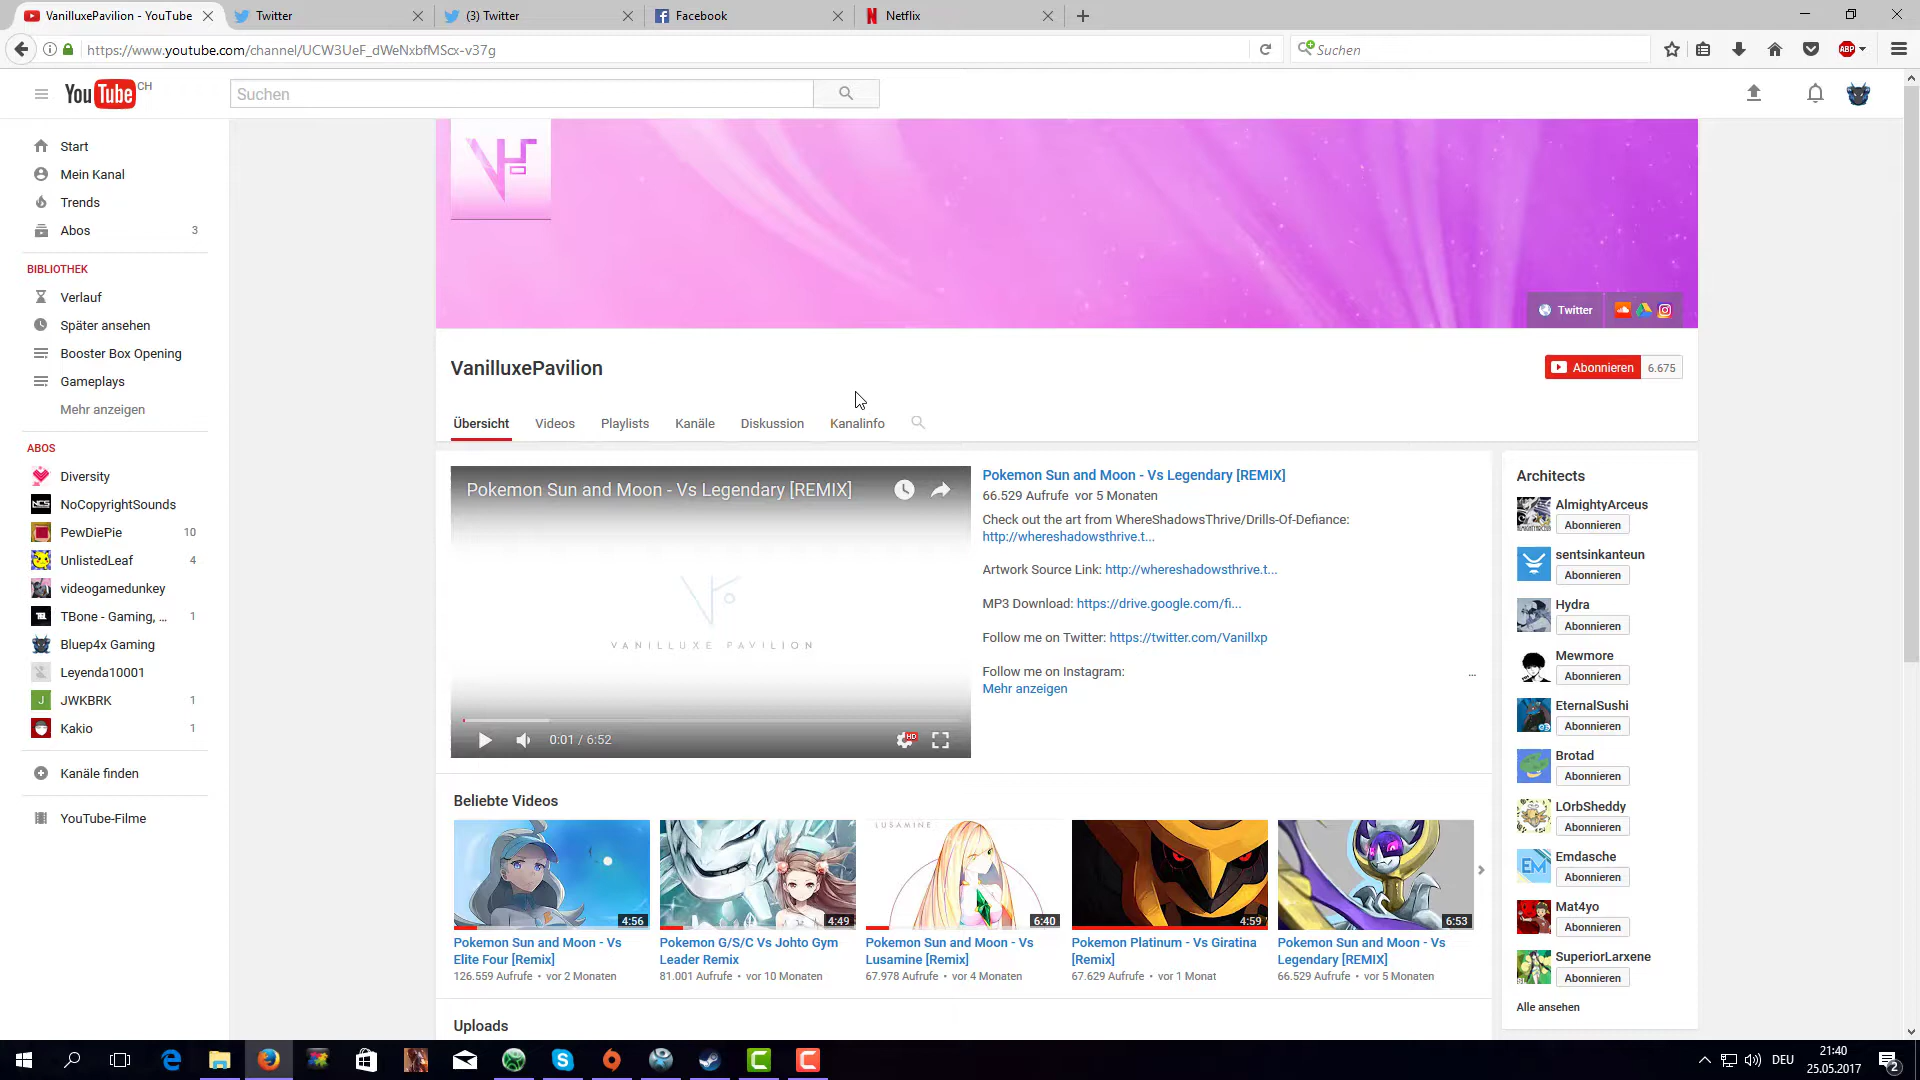 VanilluxePavilion - YouTube
Twitter
(3) Twitter
Facebook
Netflix
https://www.youtube.com/channel/UCW3UeF_dWeNxbfMScx-v37g
Suchen
ABP
YouTube CH
Suchen
Start
Mein Kanal
Trends
Abos 3
BIBLIOTHEK
Verlauf
Später ansehen
Booster Box Opening
Gameplays
Mehr anzeigen
ABOS
Diversity
NoCopyrightSounds
PewDiePie 10
UnlistedLeaf 4
videogamedunkey
TBone - Gaming, ... 1
Bluep4x Gaming
Leyenda10001
JWKBRK 1
Kakio 1
Kanäle finden
YouTube-Filme
Twitter
VanilluxePavilion
Abonnieren 6.675
Übersicht
Videos
Playlists
Kanäle
Diskussion
Kanalinfo
Pokemon Sun and Moon - Vs Legendary [REMIX]
VANILLUXE PAVILION
0:01 / 6:52
HD
Pokemon Sun and Moon - Vs Legendary [REMIX]
66.529 Aufrufe vor 5 Monaten
Check out the art from WhereShadowsThrive/Drills-Of-Defiance:
http://whereshadowsthrive.t...
Artwork Source Link: http://whereshadowsthrive.t...
MP3 Download: https://drive.google.com/fi...
Follow me on Twitter: https://twitter.com/Vanillxp
Follow me on Instagram: ...
Mehr anzeigen
Beliebte Videos
4:56
Pokemon Sun and Moon - Vs
Elite Four [Remix]
126.559 Aufrufe • vor 2 Monaten
4:49
Pokemon G/S/C Vs Johto Gym
Leader Remix
81.001 Aufrufe • vor 10 Monaten
LUSAMINE
6:40
Pokemon Sun and Moon - Vs
Lusamine [Remix]
67.978 Aufrufe • vor 4 Monaten
4:59
Pokemon Platinum - Vs Giratina
[Remix]
67.629 Aufrufe • vor 1 Monat
6:53
Pokemon Sun and Moon - Vs
Legendary [REMIX]
66.529 Aufrufe • vor 5 Monaten
Uploads
Architects
AlmightyArceus
Abonnieren
sentsinkanteun
Abonnieren
Hydra
Abonnieren
Mewmore
Abonnieren
EternalSushi
Abonnieren
Brotad
Abonnieren
LOrbSheddy
Abonnieren
Emdasche
Abonnieren
Mat4yo
Abonnieren
SuperiorLarxene
Abonnieren
Alle ansehen
DEU
21:40
25.05.2017
2